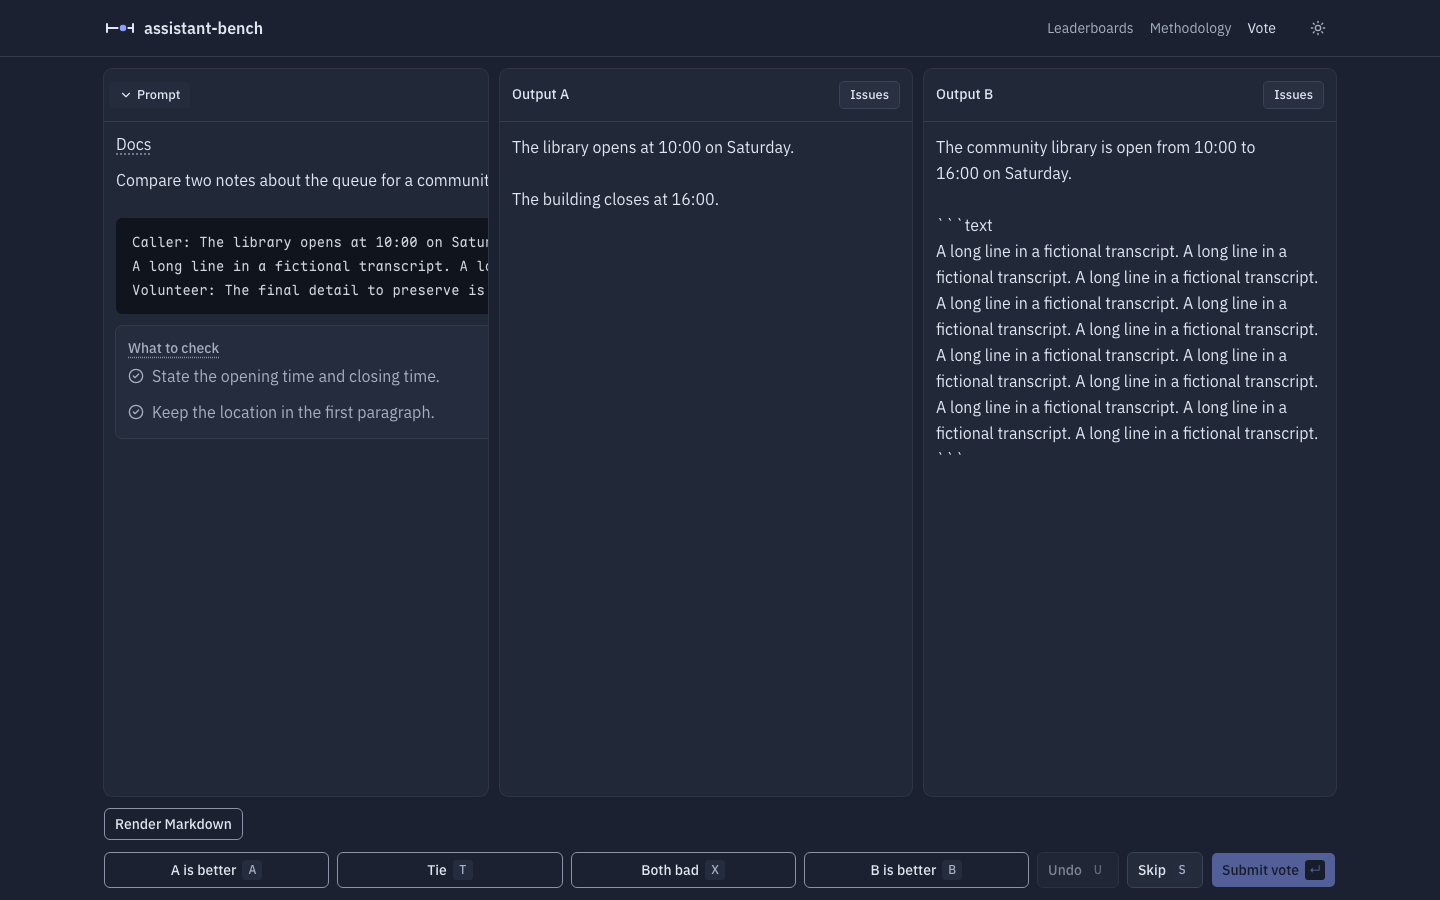 assistant-bench
Leaderboards Methodology Vote
Prompt
Docs
Compare two notes about the queue for a
Caller: The library opens at 10:00 on
A long line in a fictional transcript. A
Volunteer: The final detail to preserve is
What to check
State the opening time and closing time.
Keep the location in the first paragraph.
Output A
Issues
The library opens at 10:00 on Saturday.
The building closes at 16:00.
Output B
Issues
The community library is open from 10:00 to
16:00 on Saturday.
```text
A long line in a fictional transcript. A long line in a
fictional transcript. A long line in a fictional transcript.
A long line in a fictional transcript. A long line in a
fictional transcript. A long line in a fictional transcript.
A long line in a fictional transcript. A long line in a
fictional transcript. A long line in a fictional transcript.
A long line in a fictional transcript. A long line in a
fictional transcript. A long line in a fictional transcript.
```
Render Markdown
A is better A
Tie T
Both bad X
B is better B
Undo U
Skip S
Submit vote ↵